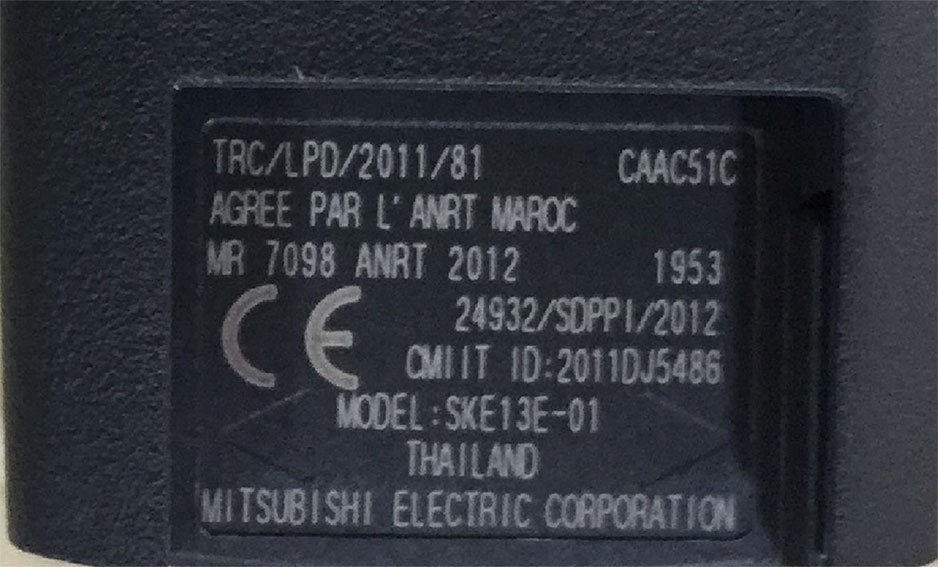 TRC/LPD/2011/81 CAAC51C
AGREE PAR L' ANRT MAROC
MR 7098 ANRT 2012 1953
CE 24932/SDPPI/2012
CMIIT ID:2011DJ5486
MODEL:SKE13E-01
THAILAND
MITSUBISHI ELECTRIC CORPORATION